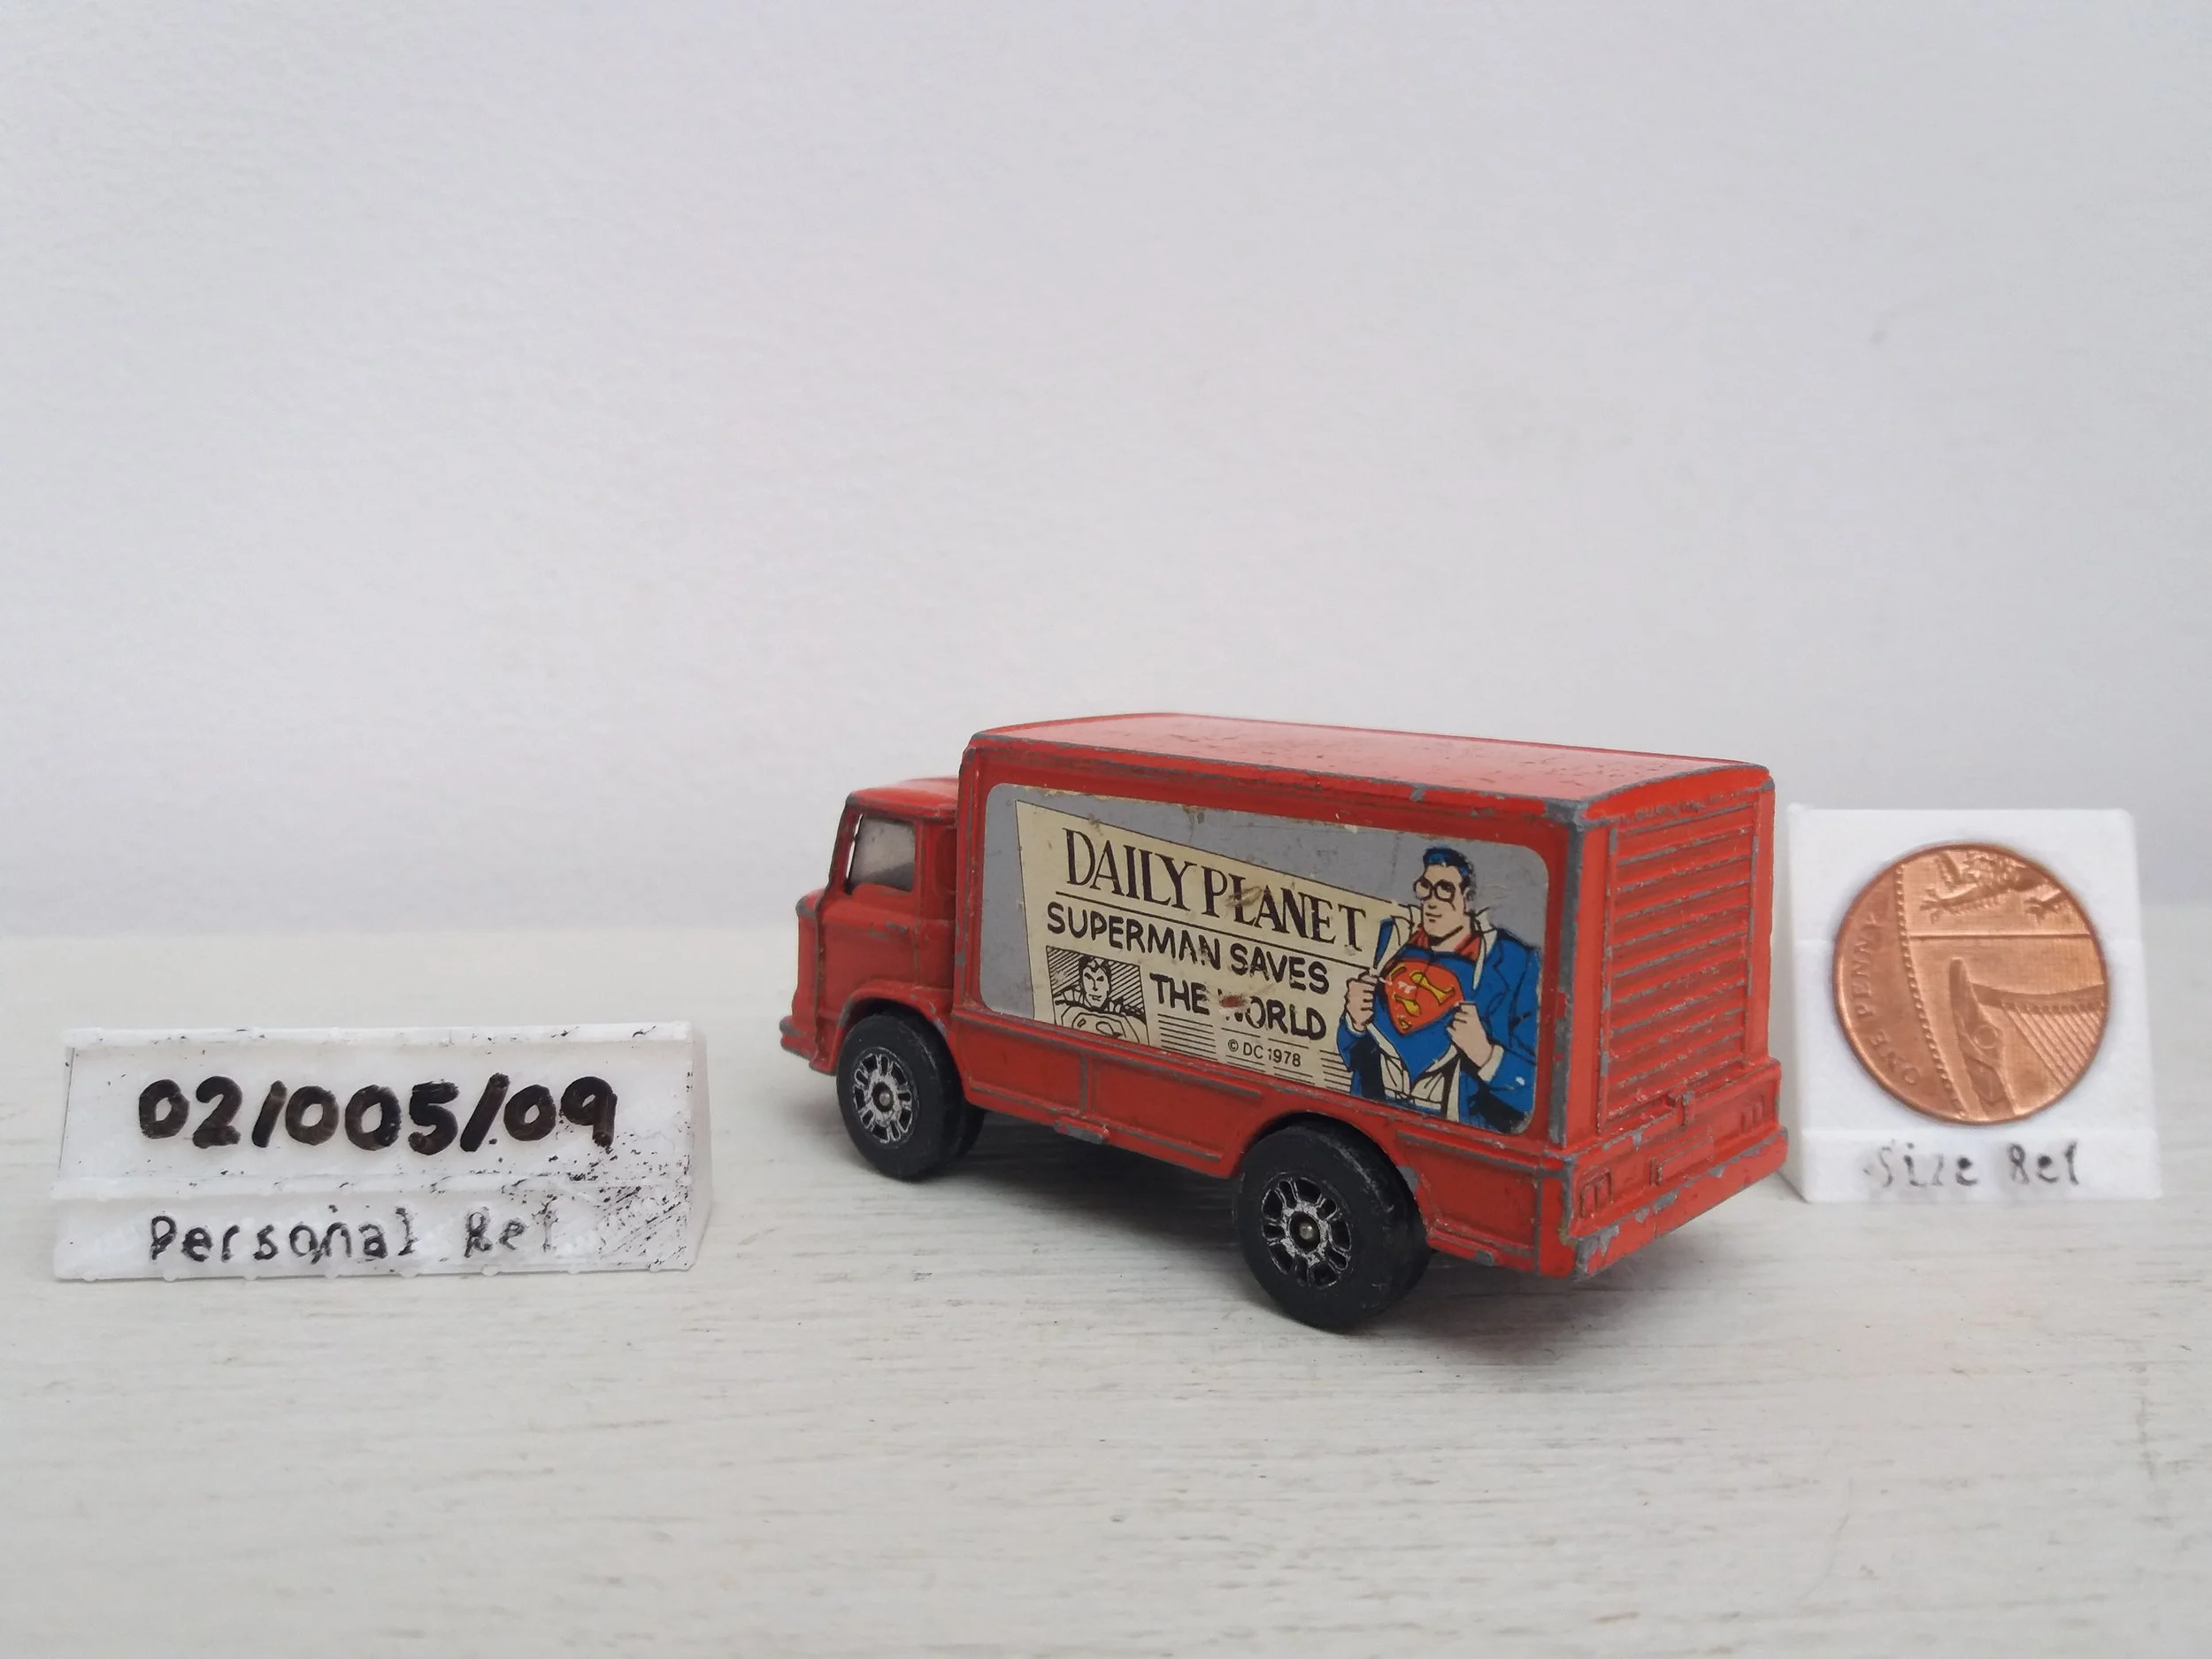 02/005/09
Personal Ref
DAILY PLANET
SUPERMAN SAVES
THE WORLD
© DC 1978
ONE PENNY
Size Ref